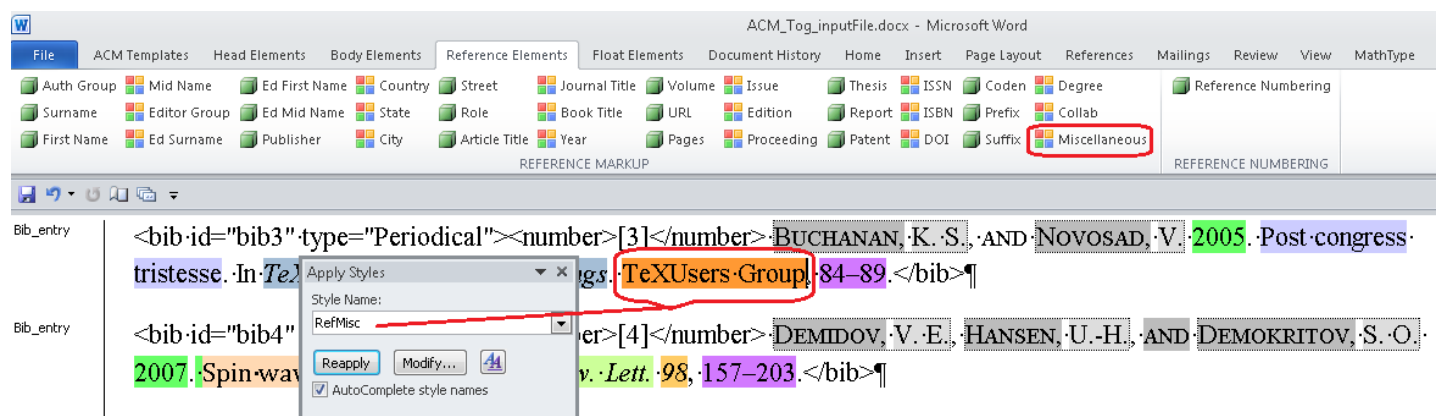 ACM_Tog_inputFile.docx - Microsoft Word
File ACM Templates Head Elements Body Elements Reference Elements Float Elements Document History Home Insert Page Layout References Mailings Review View MathType
Auth Group Mid Name Ed First Name Country Street Journal Title Volume Issue Thesis ISSN Coden Degree Reference Numbering
Surname Editor Group Ed Mid Name State Role Book Title URL Edition Report ISBN Prefix Collab
First Name Ed Surname Publisher City Article Title Year Pages Proceeding Patent DOI Suffix Miscellaneous
REFERENCE MARKUP REFERENCE NUMBERING
Bib_entry <bib·id="bib3"·type="Periodical"><number>[3]</number>·BUCHANAN,·K.·S.,·AND·NOVOSAD,·V.·2005.·Post-congress·
tristesse.·In·TeX gs.·TeXUsers·Group,·84–89.</bib>¶
Apply Styles
Style Name:
RefMisc
Reapply Modify...
AutoComplete style names
Bib_entry <bib·id="bib4" er>[4]</number>·DEMIDOV,·V.·E.,·HANSEN,·U.-H.,·AND·DEMOKRITOV,·S.·O.·
2007.·Spin-wav v.·Lett.·98,·157–203.</bib>¶